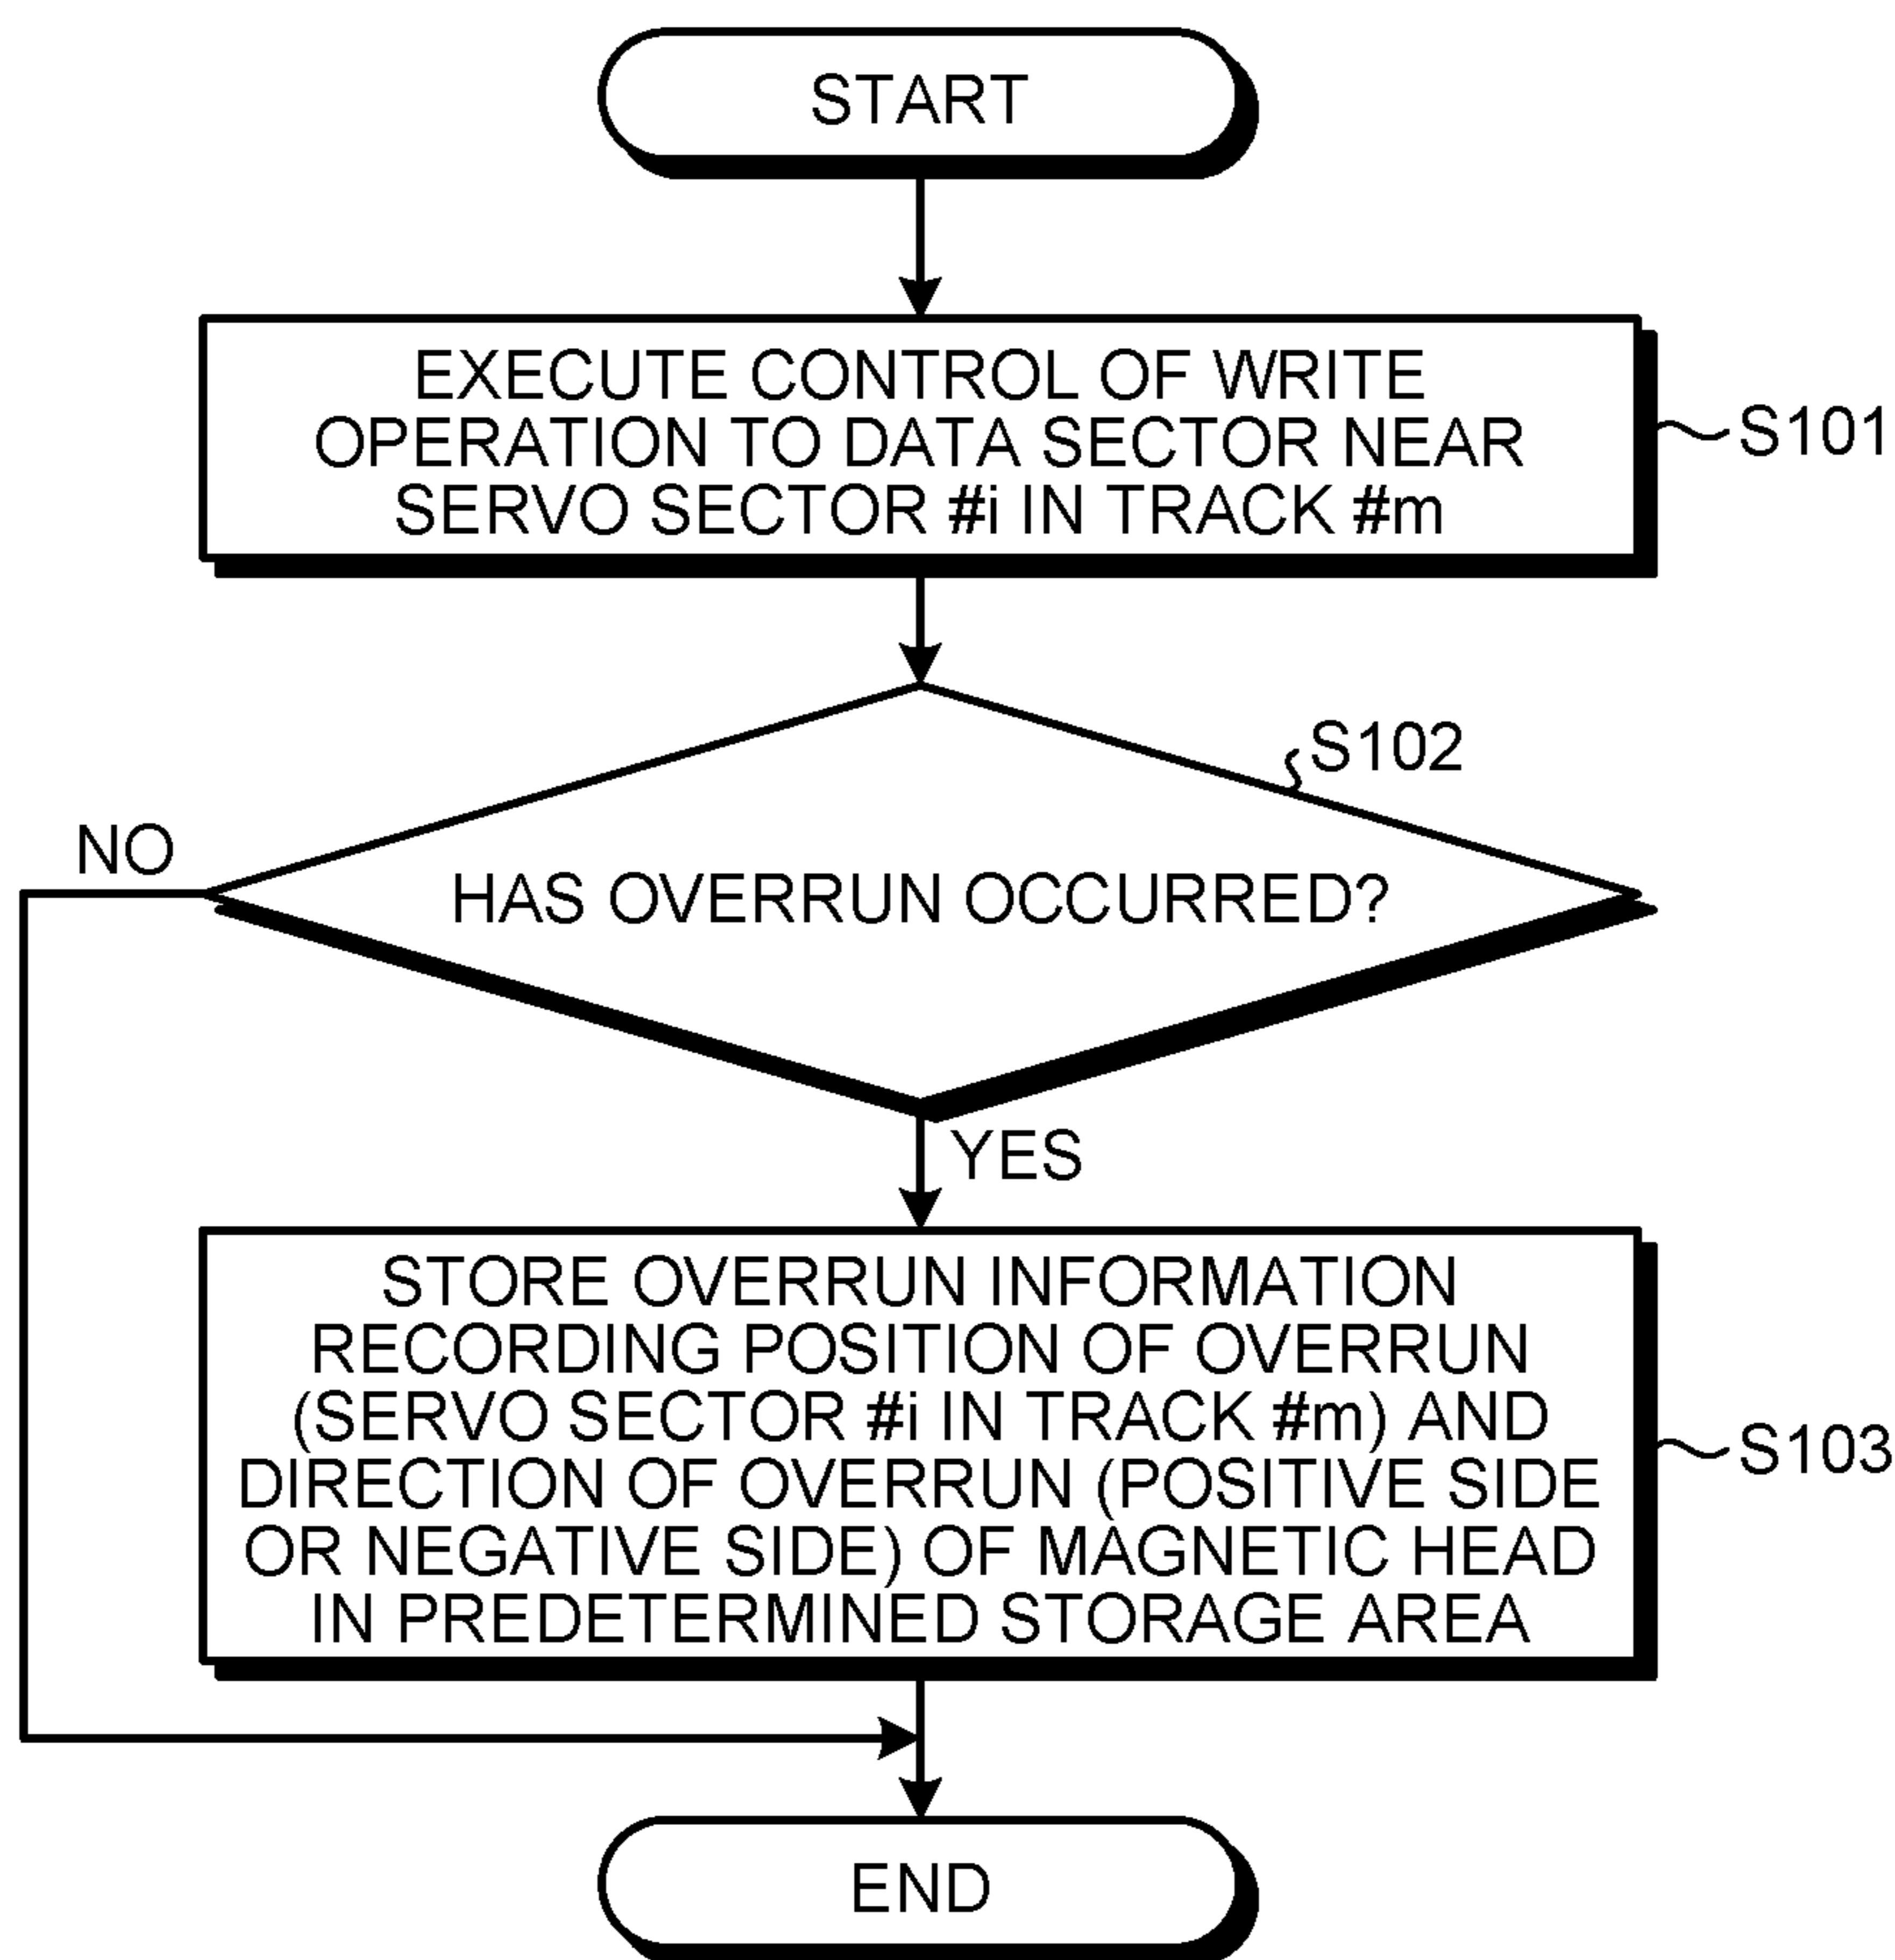 START
EXECUTE CONTROL OF WRITE
OPERATION TO DATA SECTOR NEAR
SERVO SECTOR #i IN TRACK #m
S101
S102
NO
HAS OVERRUN OCCURRED?
YES
STORE OVERRUN INFORMATION
RECORDING POSITION OF OVERRUN
(SERVO SECTOR #i IN TRACK #m) AND
DIRECTION OF OVERRUN (POSITIVE SIDE
OR NEGATIVE SIDE) OF MAGNETIC HEAD
IN PREDETERMINED STORAGE AREA
S103
END